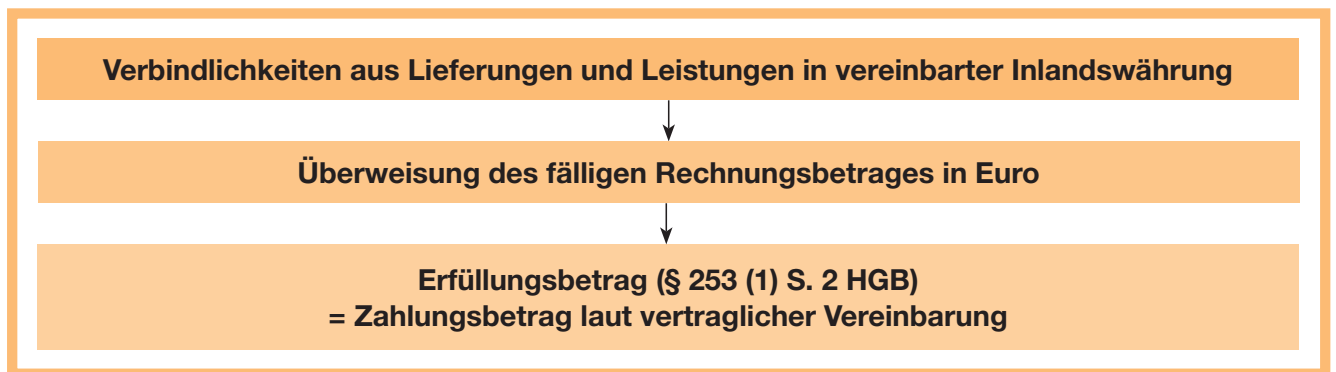 Verbindlichkeiten aus Lieferungen und Leistungen in vereinbarter Inlandswährung
Überweisung des fälligen Rechnungsbetrages in Euro
Erfüllungsbetrag (§ 253 (1) S. 2 HGB)
= Zahlungsbetrag laut vertraglicher Vereinbarung